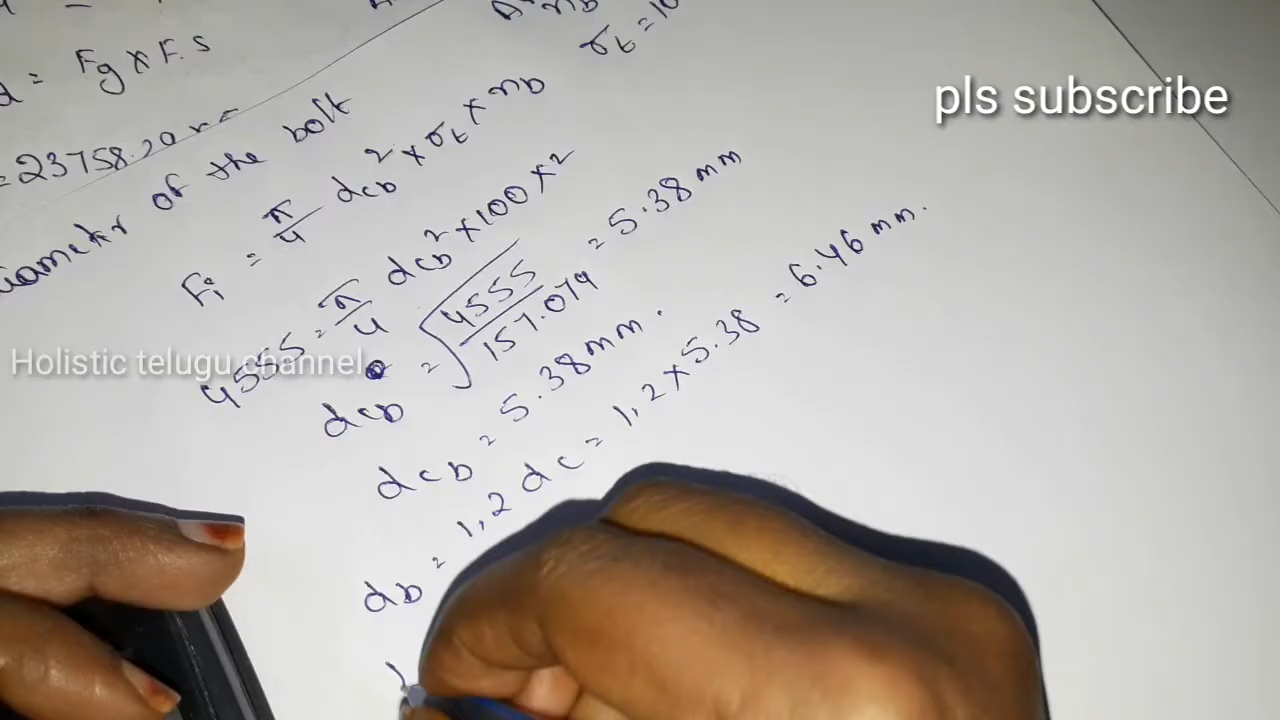 = Fg × F.S
= 23758.20
pls subscribe
Diameter of the bolt
Fi = π/4 dcb² × σt × nb
4555 = π/4 dcb² × 100 × 2
Holistic telugu channel
dcb = √4555/157.079 = 5.38 mm
dcb = 5.38 mm.
db = 1.2 dc = 1.2 × 5.38 = 6.46 mm.